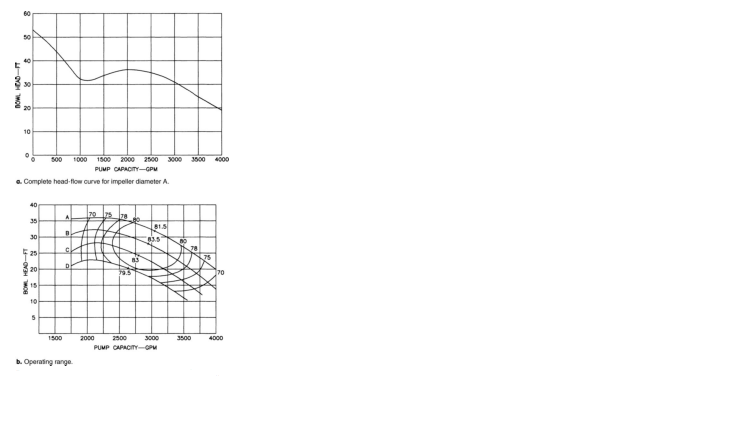 60
50
40
30
20
10
0
BOWL HEAD—FT
0 500 1000 1500 2000 2500 3000 3500 4000
PUMP CAPACITY—GPM
a. Complete head-flow curve for impeller diameter A.
40
35
30
25
20
15
10
5
BOWL HEAD—FT
A 70 75 78 80
81.5
B 83.5 80
C 83 78
75
D 79.5 70
1500 2000 2500 3000 3500 4000
PUMP CAPACITY—GPM
b. Operating range.